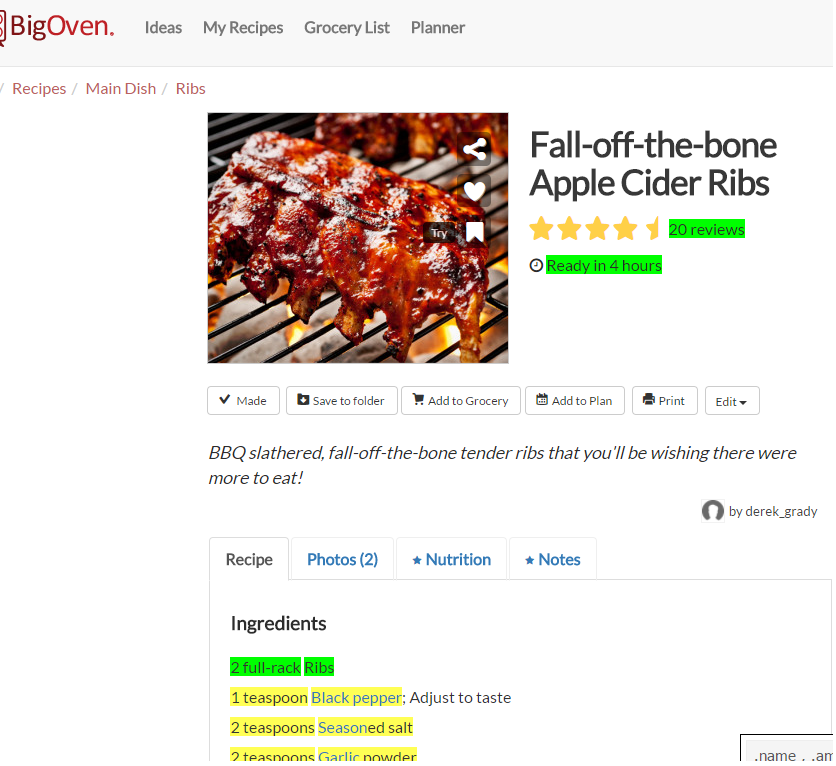 BigOven.
Ideas My Recipes Grocery List Planner
/ Recipes / Main Dish / Ribs
Fall-off-the-bone
Apple Cider Ribs
20 reviews
Try
Ready in 4 hours
Made Save to folder Add to Grocery Add to Plan Print Edit
BBQ slathered, fall-off-the-bone tender ribs that you'll be wishing there were
more to eat!
by derek_grady
Recipe Photos (2) Nutrition Notes
Ingredients
2 full-rack Ribs
1 teaspoon Black pepper; Adjust to taste
2 teaspoons Seasoned salt
2 teaspoons Garlic powder
.name , .am